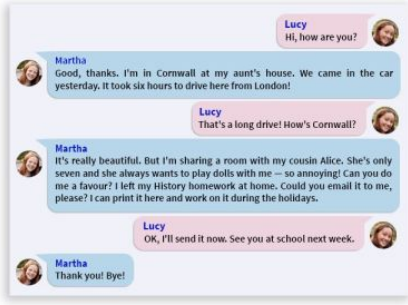 Lucy
Hi, how are you?
Martha
Good, thanks. I'm in Cornwall at my aunt's house. We came in the car
yesterday. It took six hours to drive here from London!
Lucy
That's a long drive! How's Cornwall?
Martha
It's really beautiful. But I'm sharing a room with my cousin Alice. She's only
seven and she always wants to play dolls with me – so annoying! Can you do
me a favour? I left my History homework at home. Could you email it to me,
please? I can print it here and work on it during the holidays.
Lucy
OK, I'll send it now. See you at school next week.
Martha
Thank you! Bye!